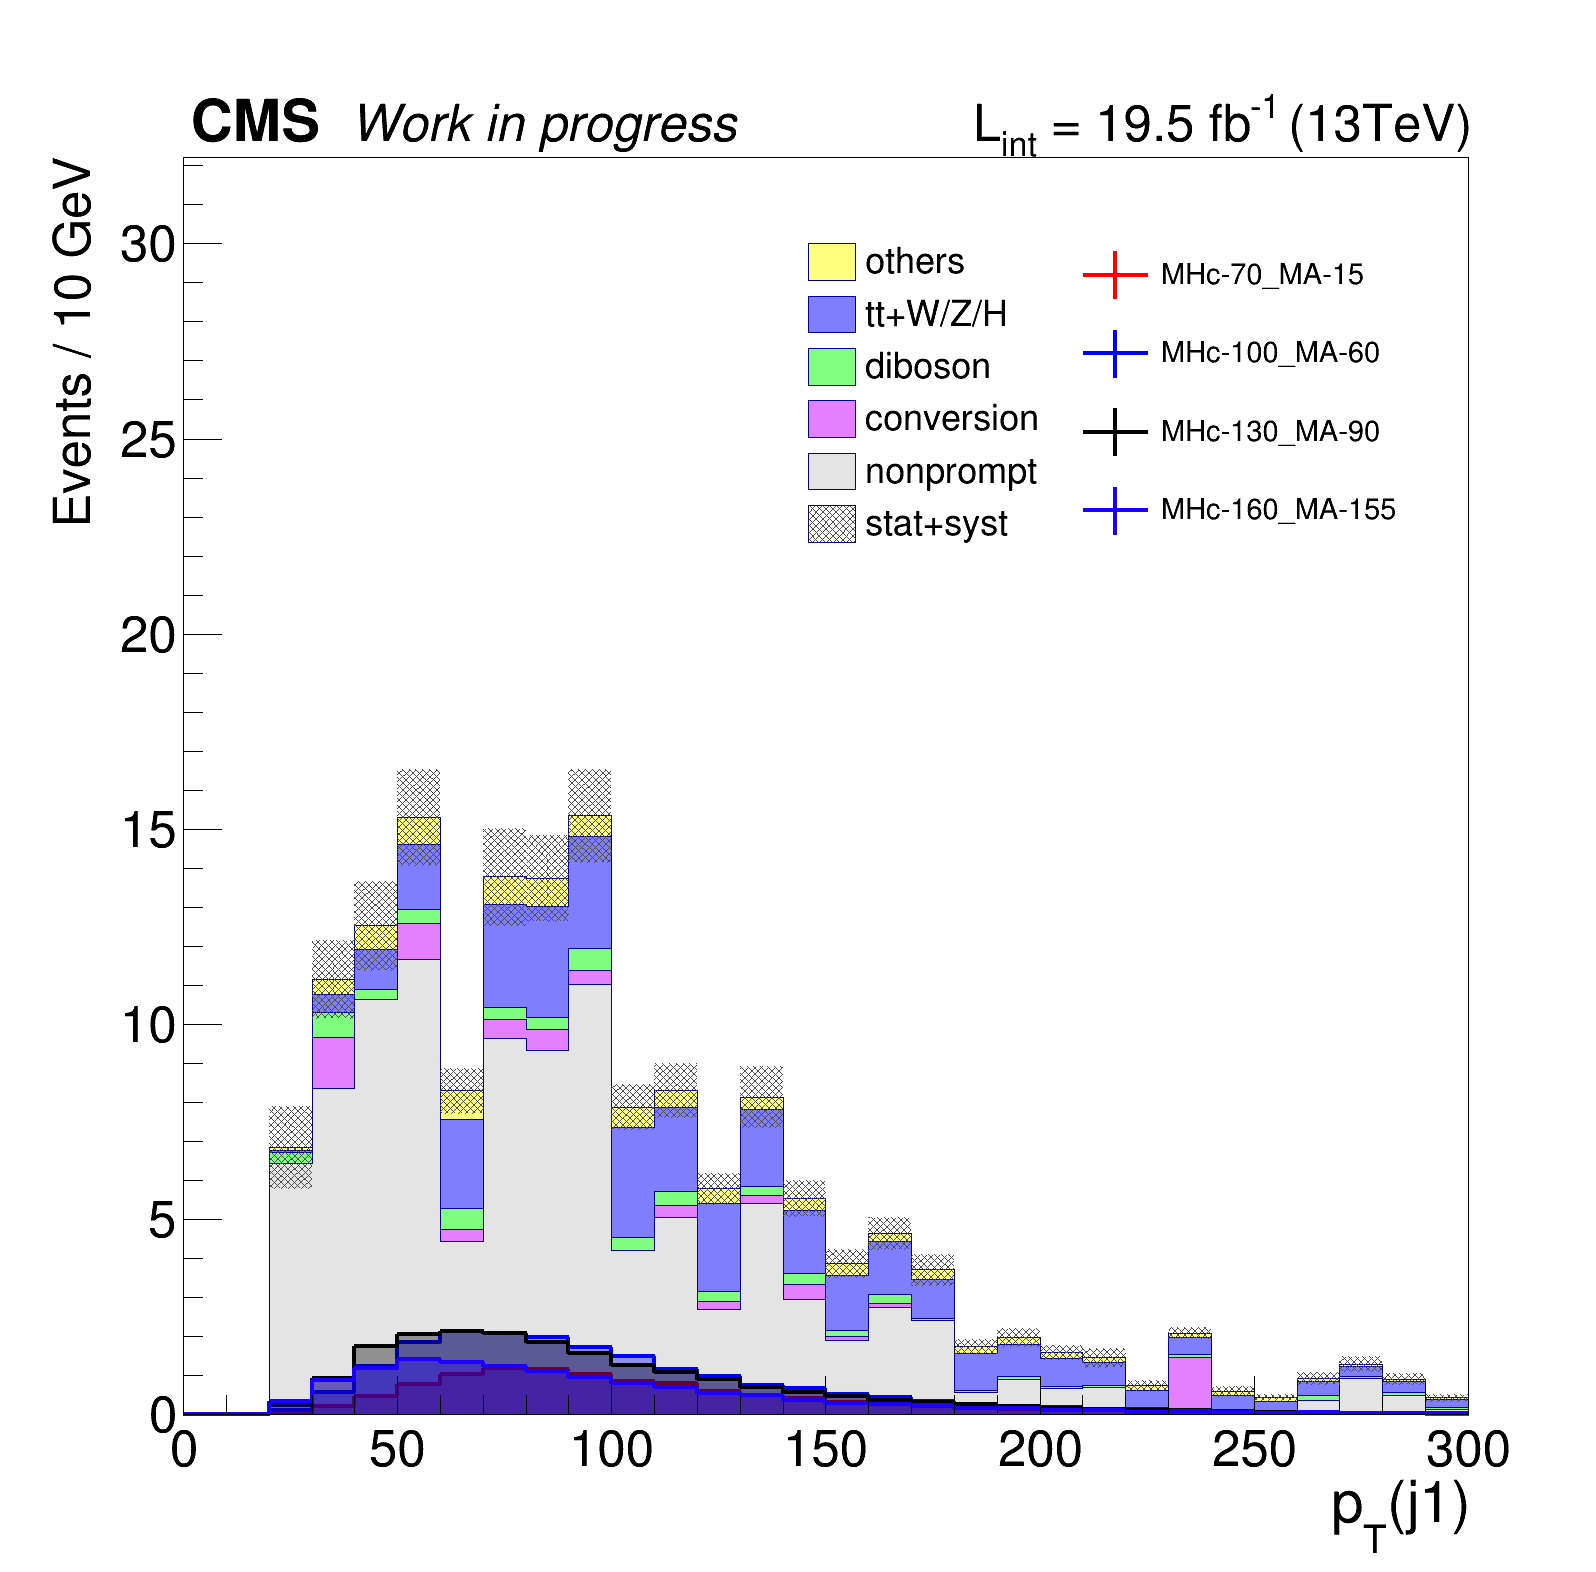 CMS Work in progress L_int = 19.5 fb^-1 (13TeV)
Events / 10 GeV
30
25
20
15
10
5
0
others
tt+W/Z/H
diboson
conversion
nonprompt
stat+syst
MHc-70_MA-15
MHc-100_MA-60
MHc-130_MA-90
MHc-160_MA-155
0 50 100 150 200 250 300
p_T(j1)